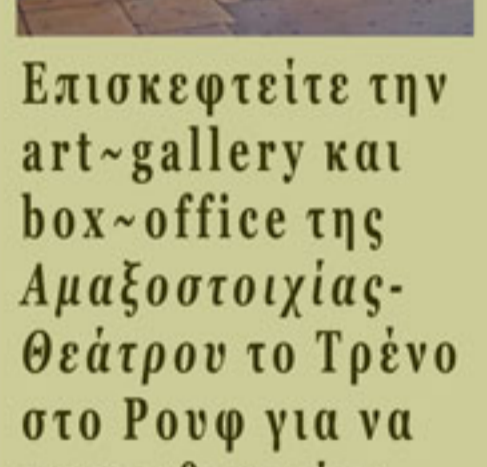 Επισκεφτείτε την
art~gallery και
box~office της
Αμαξοστοιχίας-
Θεάτρου το Τρένο
στο Ρουφ για να